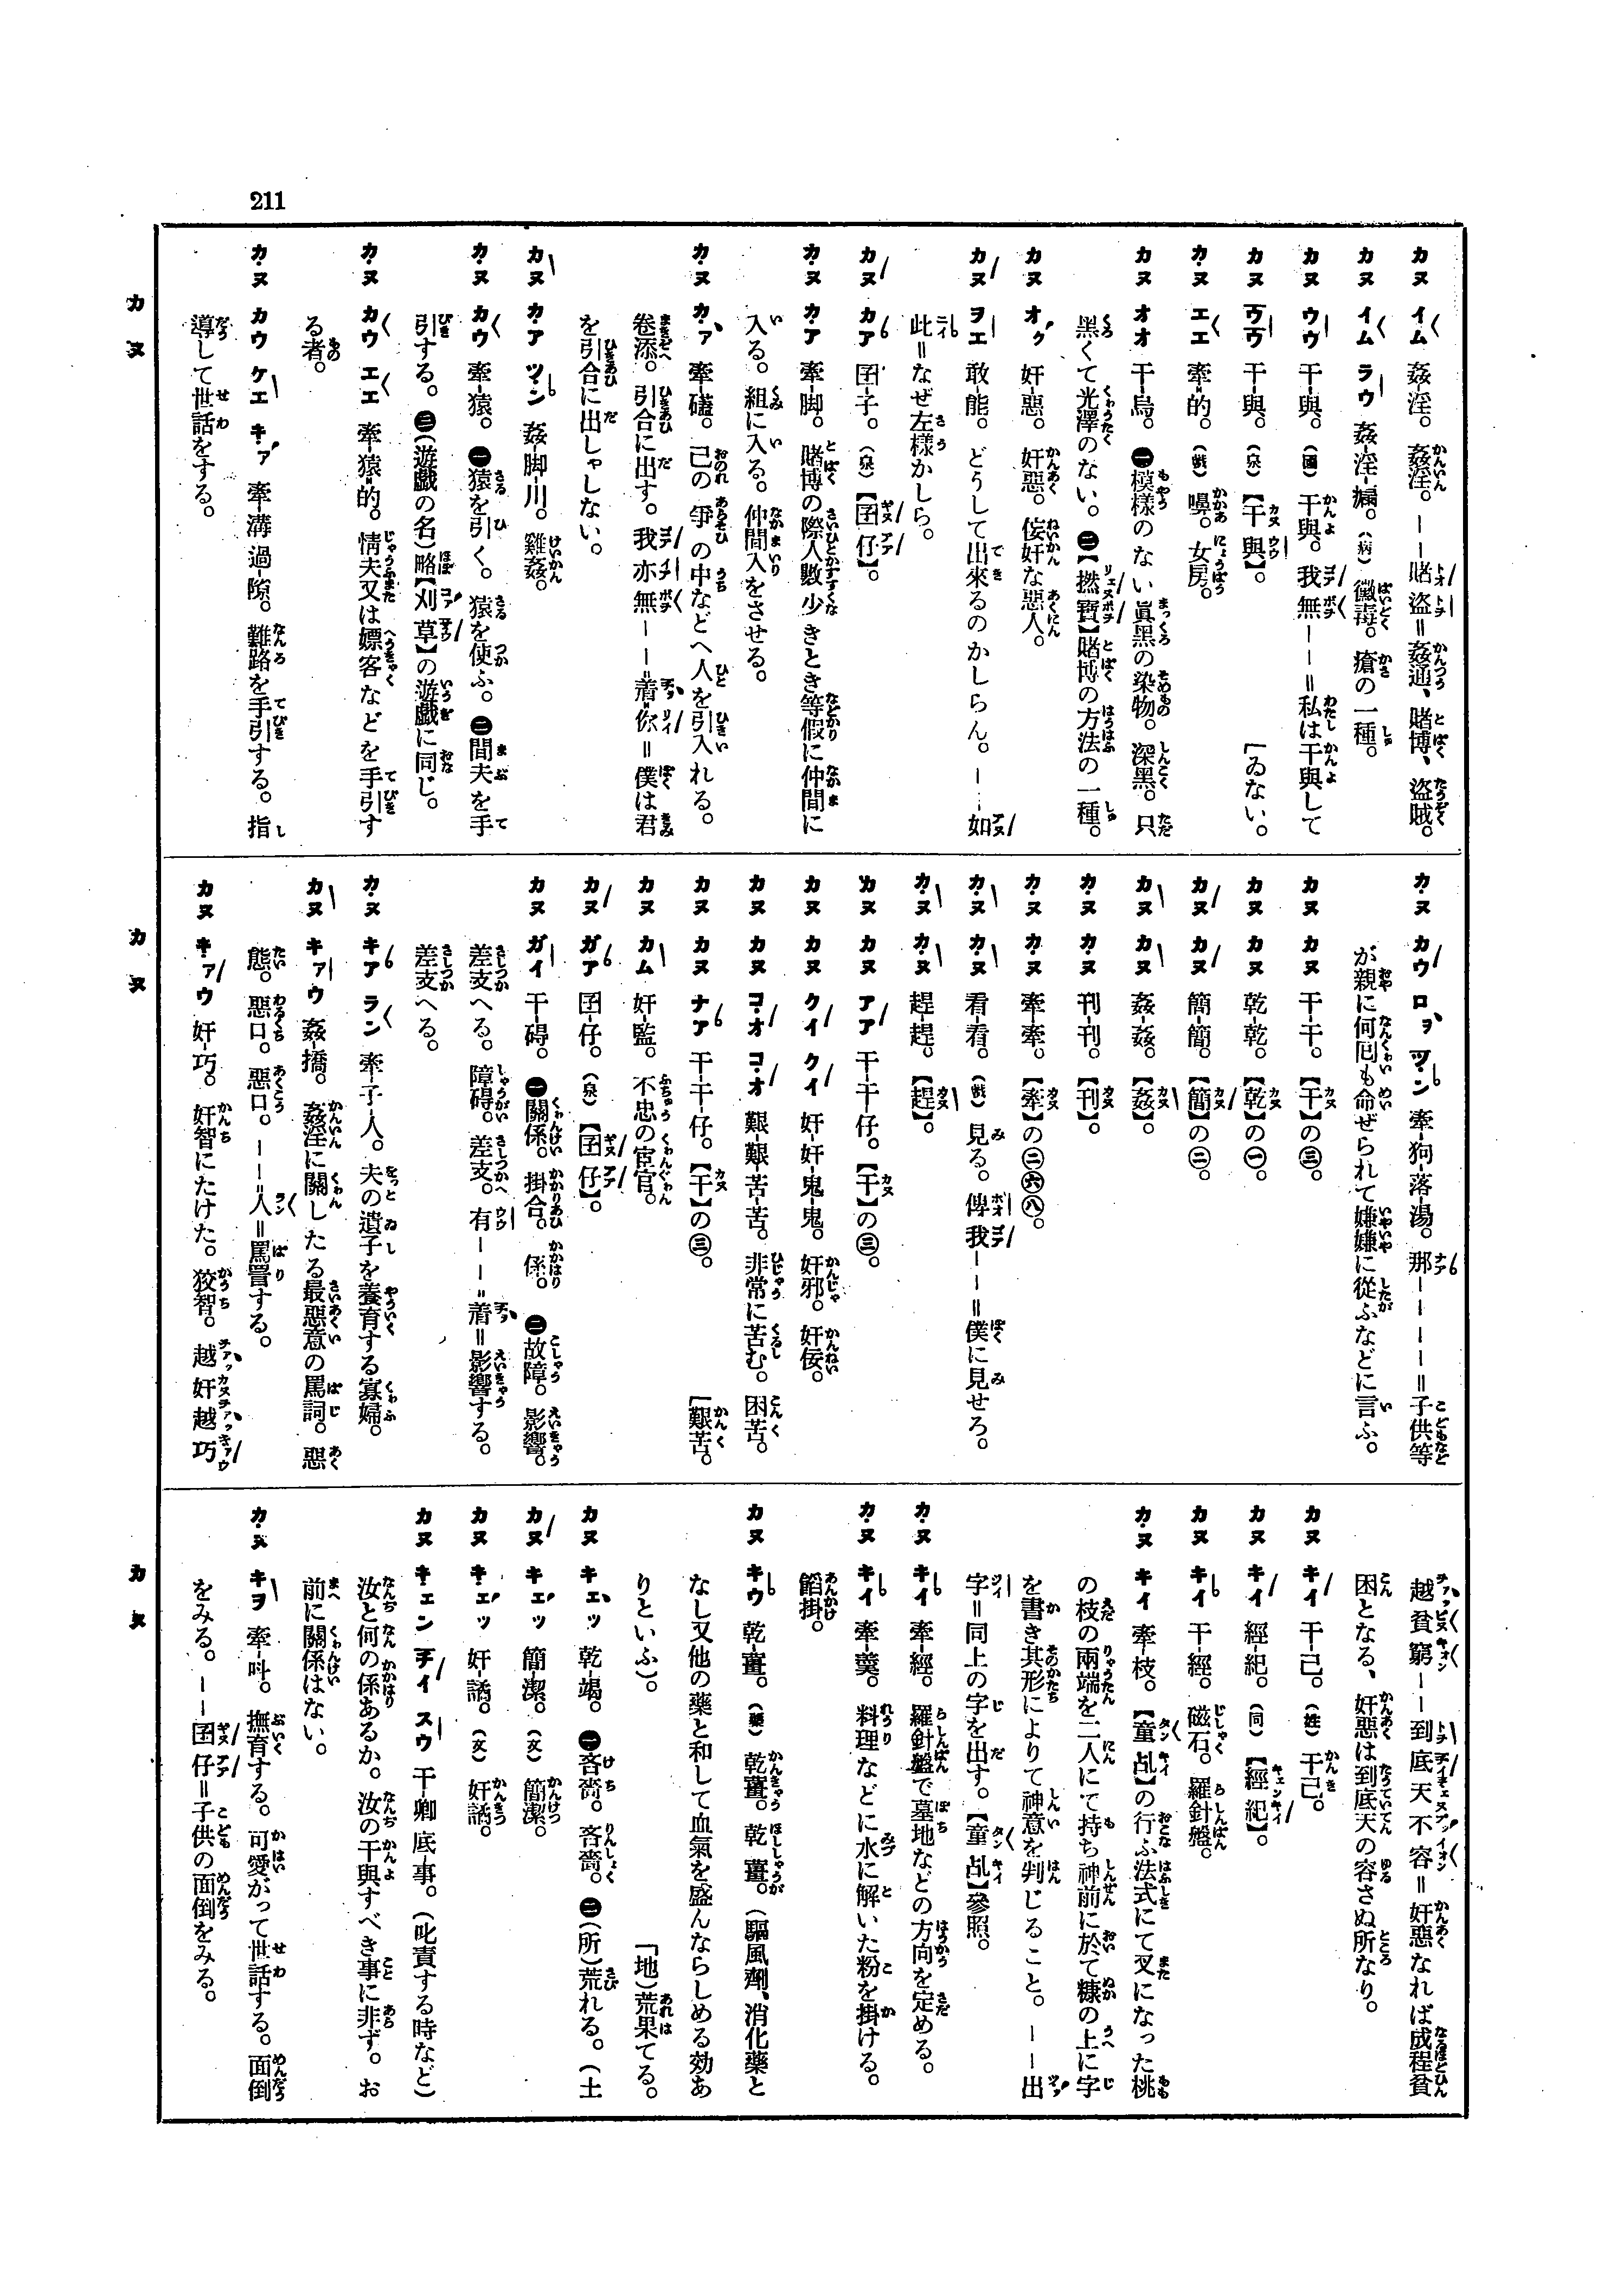 211
カヌ イム 姦-淫。姦淫。――賭盜=姦通、賭博、盜賊。
カヌ イム ラウ 姦-淫-癩。(病)黴毒。瘡の一種。
カヌ ウウ 干-與。(國)干與。我無――=私は干與して
カヌ ヲヲ 干-與。(泉)【干與】。「ゐない。
カヌ エエ 牽-的。(戲)嚊。女房。
カヌ オオ 干-烏。㊀模樣のない眞黑の染物。深黑。只
黑くて光澤のない。㊁【撚寶】賭博の方法の一種。
カヌ オク 奸-惡。奸惡。侫奸な惡人。
カヌ ヲエ 敢-能。どうして出來るのかしらん。―…如
此=なぜ左樣かしら。
カヌ カア 囝-子。(泉)【囝仔】。
カヌ カア 牽-脚。賭博の際人數少きとき等假に仲間に
入る。組に入る。仲間入をさせる。
カヌ カァ 牽-礚。己の爭の中などへ人を引入れる。
卷添。引合に出す。我亦無――=着你=僕は君
を引合に出しやしない。
カヌ カア ツン 姦-脚-川。雞姦。
カヌ カウ 牽-猿。㊀猿を引く。猿を使ふ。㊁間夫を手
引する。㊂(遊戲の名)略【刈草】の遊戲に同じ。
カヌ カウ エエ 牽-猿-的。情夫又は嫖客などを手引す
る者。
カヌ カウ ケエ キァ 牽-溝過-隙。難路を手引する。指
導して世話をする。
カヌ
カヌ カウ ロヲ ツン 牽-狗-落-湯。那――――=子供等
が親に何囘も命ぜられて嫌嫌に從ふなどに言ふ。
カヌ カヌ 干-干。【干】の㊂。
カヌ カヌ 乾-乾。【乾】の㊀。
カヌ カヌ 簡-簡。【簡】の㊁。
カヌ カヌ 姦-姦。【姦】。
カヌ カヌ 刊-刊。【刊】。
カヌ カヌ 牽-牽。【牽】の㊁㊅㊇。
カヌ カヌ 看-看。(戲)見る。傳我――=僕に見せろ。
カヌ カヌ 趕-趕。【趕】。
カヌ カヌ アア 干-干-仔。【干】の㊂。
カヌ カヌ クイ クイ 奸-奸-鬼-鬼。奸邪。奸侫。
カヌ カヌ コオ コオ 艱-艱-苦-苦。非常に苦む。困苦。
カヌ カヌ ナア 干-干-仔。【干】の㊂。「艱苦。
カヌ カム 奸-監。不忠の宦官。
カヌ ガア 囝-仔。(泉)【囝仔】。
カヌ ガイ 干-碍。㊀關係。掛合。係。㊁故障。影響。
差支へる。障碍。差支。有――=着=影響する。
差支へる。
カヌ キア ラン 牽-子-人。夫の遺子を養育する寡婦。
カヌ キァウ 姦-撟。姦淫に關したる最惡意の罵詞。惡
態。惡口。惡口。――=人=罵詈する。
カヌ キァウ 奸-巧。奸智にたけた。狡智。越奸越巧
カヌ
越貧窮――到底天不容=奸惡なれば成程貧
困となる、奸惡は到底天の容さぬ所なり。
カヌ キイ 干-己。(姓)干己。
カヌ キイ 經-紀。(同)【經紀】。
カヌ キイ 干-經。磁石。羅針盤。
カヌ キイ 牽-枝。【童乩】の行ふ法式にて叉になつた桃
の枝の兩端を二人にて持ち神前に於て糠の上に字
を書き其形によりて神意を判じること。――出
字=同上の字を出す。【童乩】參照。
カヌ キイ 牽-經。羅針盤で墓地などの方向を定める。
カヌ キイ 牽-羹。料理などに水に解いた粉を掛ける。
餡掛。
カヌ キウ 乾-薑。(藥)乾薑。乾薑。(驅風劑、消化藥と
なし又他の藥と和して血氣を盛んならしめる効あ
りといふ)。「地)荒果てる。
カヌ キェッ 乾-竭。㊀吝嗇。吝嗇。㊁(所)荒れる。(土
カヌ キェッ 簡-潔。(文)簡潔。
カヌ キェッ 奸-譎。(文)奸譎。
カヌ キェン チイ スウ 干-卿底-事。(叱責する時など)
汝と何の係あるか。汝の干與すべき事に非ず。お
前に關係はない。
カヌ キヲ 牽-呌。撫育する。可愛がつて世話する。面倒
をみる。――囝仔=子供の面倒をみる。
カヌ